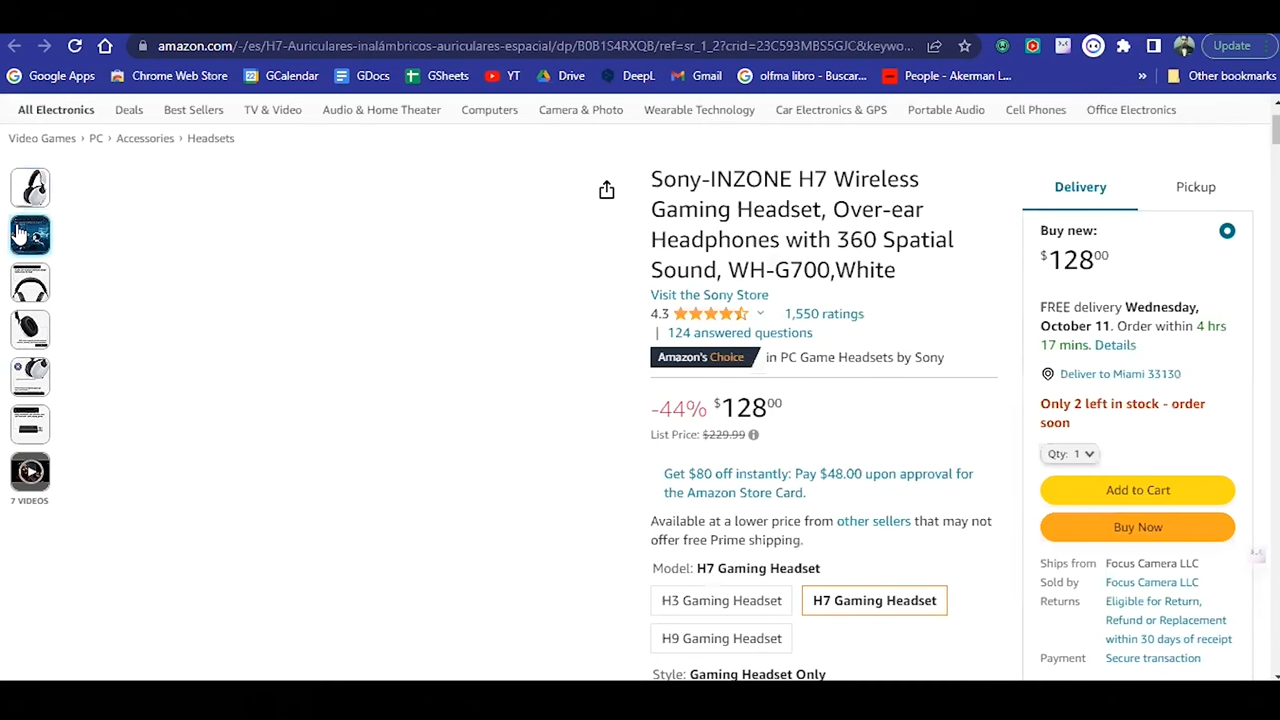 amazon.com/-/es/H7-Auriculares-inalámbricos-auriculares-espacial/dp/B0B1S4RXQB/ref=sr_1_2?crid=23C593MBS5GJC&keywo...
Update
Google Apps
Chrome Web Store
GCalendar
GDocs
GSheets
YT
Drive
DeepL
Gmail
olfma libro - Buscar...
People - Akerman L...
»
Other bookmarks
All Electronics
Deals
Best Sellers
TV & Video
Audio & Home Theater
Computers
Camera & Photo
Wearable Technology
Car Electronics & GPS
Portable Audio
Cell Phones
Office Electronics
Video Games › PC › Accessories › Headsets
7 VIDEOS
Sony-INZONE H7 Wireless
Gaming Headset, Over-ear
Headphones with 360 Spatial
Sound, WH-G700,White
Visit the Sony Store
4.3
1,550 ratings
| 124 answered questions
Amazon's Choice in PC Game Headsets by Sony
-44% $12800
List Price: $229.99
Get $80 off instantly: Pay $48.00 upon approval for
the Amazon Store Card.
Available at a lower price from other sellers that may not
offer free Prime shipping.
Model: H7 Gaming Headset
H3 Gaming Headset
H7 Gaming Headset
H9 Gaming Headset
Style: Gaming Headset Only
Delivery
Pickup
Buy new:
$12800
FREE delivery Wednesday,
October 11. Order within 4 hrs
17 mins. Details
Deliver to Miami 33130
Only 2 left in stock - order
soon
Qty: 1
Add to Cart
Buy Now
Ships from Focus Camera LLC
Sold by Focus Camera LLC
Returns Eligible for Return,
Refund or Replacement
within 30 days of receipt
Payment Secure transaction